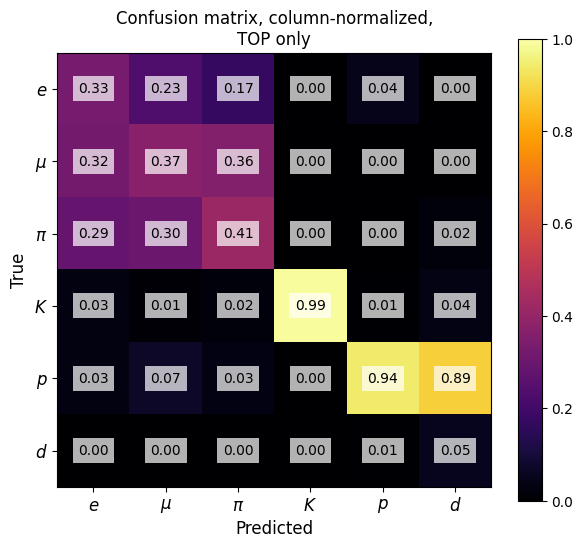 Confusion matrix, column-normalized,
TOP only
True
e 0.33 0.23 0.17 0.00 0.04 0.00
μ 0.32 0.37 0.36 0.00 0.00 0.00
π 0.29 0.30 0.41 0.00 0.00 0.02
K 0.03 0.01 0.02 0.99 0.01 0.04
p 0.03 0.07 0.03 0.00 0.94 0.89
d 0.00 0.00 0.00 0.00 0.01 0.05
e μ π K p d
Predicted
1.0
0.8
0.6
0.4
0.2
0.0